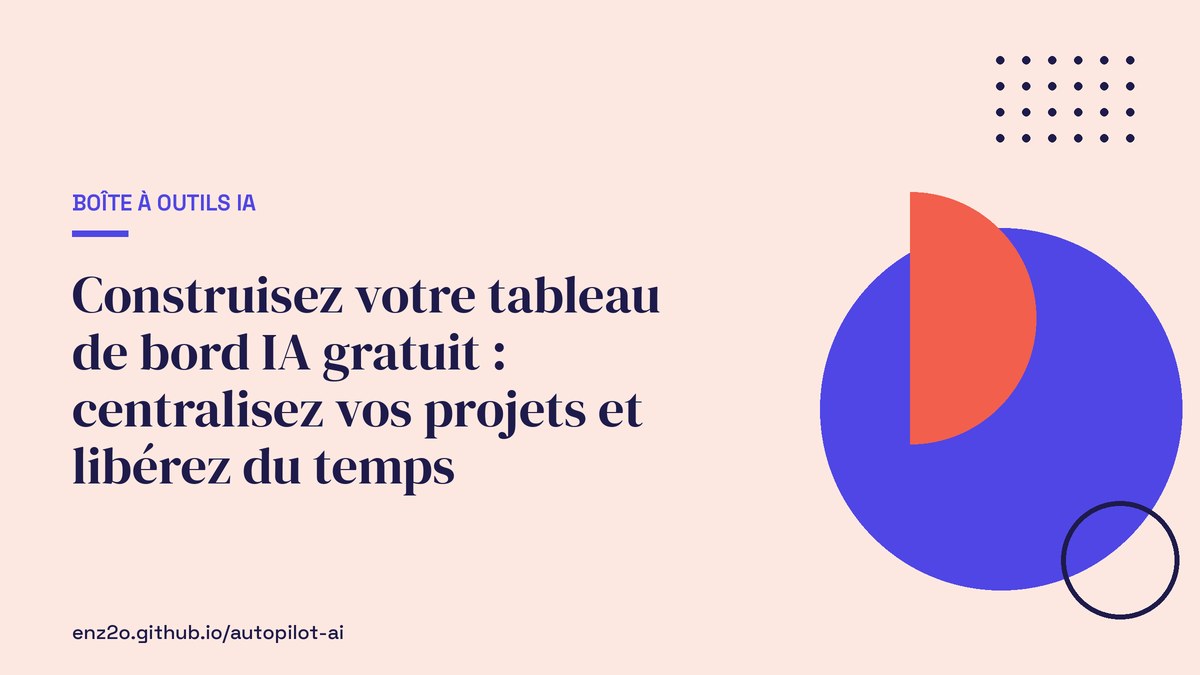 BOÎTE À OUTILS IA
Construisez votre tableau
de bord IA gratuit :
centralisez vos projets et
libérez du temps
enz2o.github.io/autopilot-ai